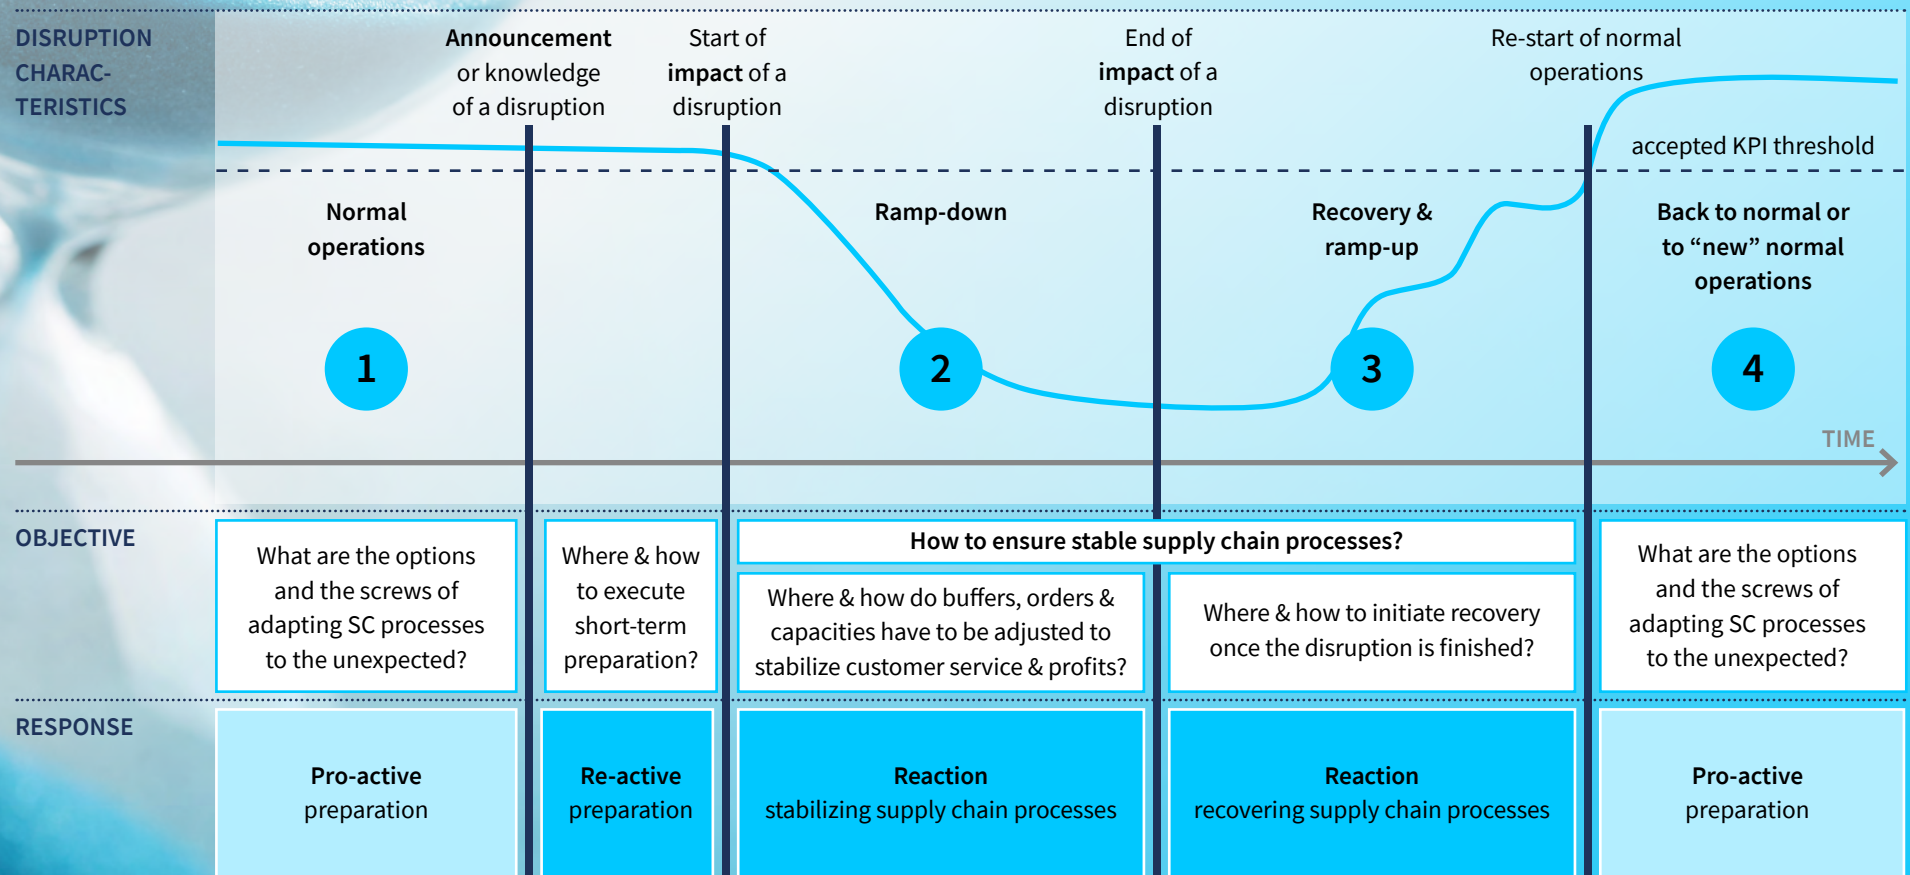 DISRUPTION
CHARAC-
TERISTICS
Announcement
or knowledge
of a disruption
Start of
impact of a
disruption
End of
impact of a
disruption
Re-start of normal
operations
accepted KPI threshold
Normal
operations
Ramp-down
Recovery &
ramp-up
Back to normal or
to “new” normal
operations
1
2
3
4
TIME
OBJECTIVE
What are the options
and the screws of
adapting SC processes
to the unexpected?
Where & how
to execute
short-term
preparation?
How to ensure stable supply chain processes?
Where & how do buffers, orders &
capacities have to be adjusted to
stabilize customer service & profits?
Where & how to initiate recovery
once the disruption is finished?
What are the options
and the screws of
adapting SC processes
to the unexpected?
RESPONSE
Pro-active
preparation
Re-active
preparation
Reaction
stabilizing supply chain processes
Reaction
recovering supply chain processes
Pro-active
preparation